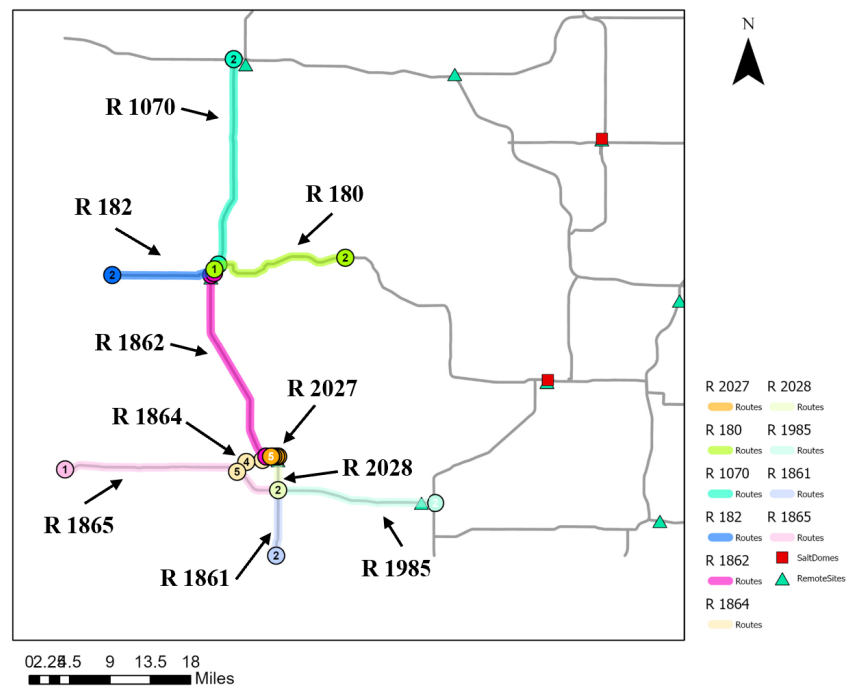 N
2
R 1070
R 180
R 182
2
1
2
R 1862
R 2027
R 1864
5
4
1
5
R 2028
2
R 1865
2
R 1861
R 1985
R 2027 R 2028
Routes Routes
R 180 R 1985
Routes Routes
R 1070 R 1861
Routes Routes
R 182 R 1865
Routes Routes
R 1862 SaltDomes
Routes RemoteSites
R 1864
Routes
9 13.5 18
Miles